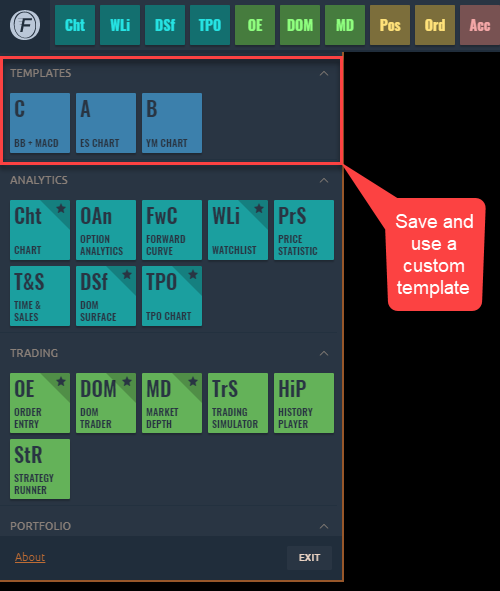 F Cht WLi DSf TPO OE DOM MD Pos Ord Acc
TEMPLATES
C A B
BB + MACD ES CHART YM CHART
ANALYTICS
Cht OAn FwC WLi PrS
CHART OPTION FORWARD WATCHLIST PRICE
ANALYTICS CURVE STATISTIC
T&S DSf TPO
TIME & DOM TPO CHART
SALES SURFACE
TRADING
OE DOM MD TrS HiP
ORDER DOM MARKET TRADING HISTORY
ENTRY TRADER DEPTH SIMULATOR PLAYER
StR
STRATEGY
RUNNER
PORTFOLIO
About EXIT
Save and
use a
custom
template